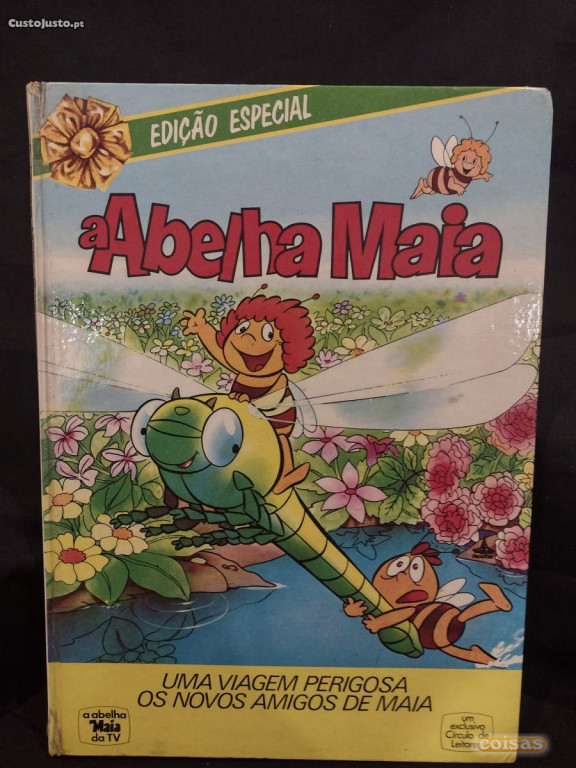 CustoJusto.pt
EDIÇÃO ESPECIAL
a Abelha Maia
UMA VIAGEM PERIGOSA
OS NOVOS AMIGOS DE MAIA
a abelha
Maia
da TV
um
exclusivo
Círculo de
Leitores
coisas